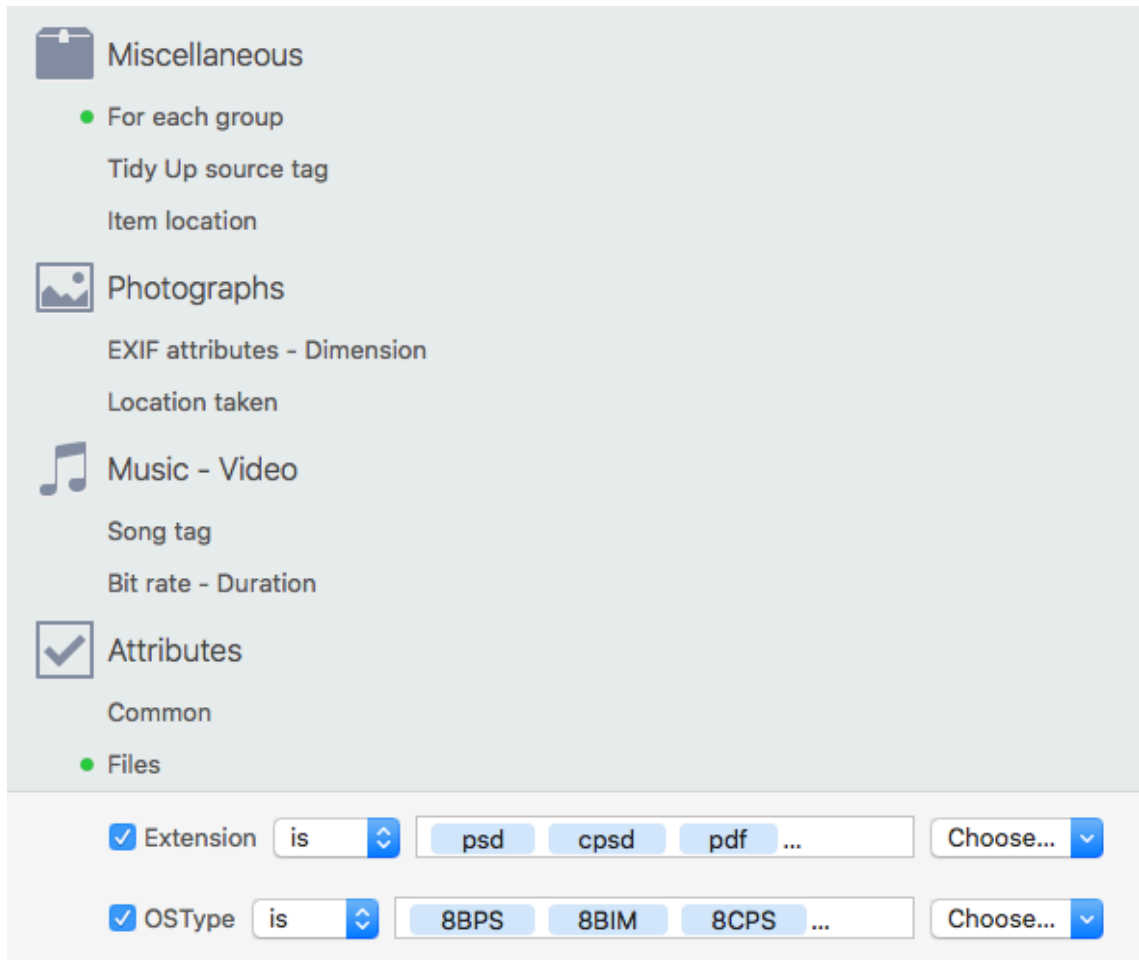 Miscellaneous
For each group
Tidy Up source tag
Item location
Photographs
EXIF attributes - Dimension
Location taken
Music - Video
Song tag
Bit rate - Duration
Attributes
Common
Files
Extension is psd cpsd pdf ... Choose...
OSType is 8BPS 8BIM 8CPS ... Choose...